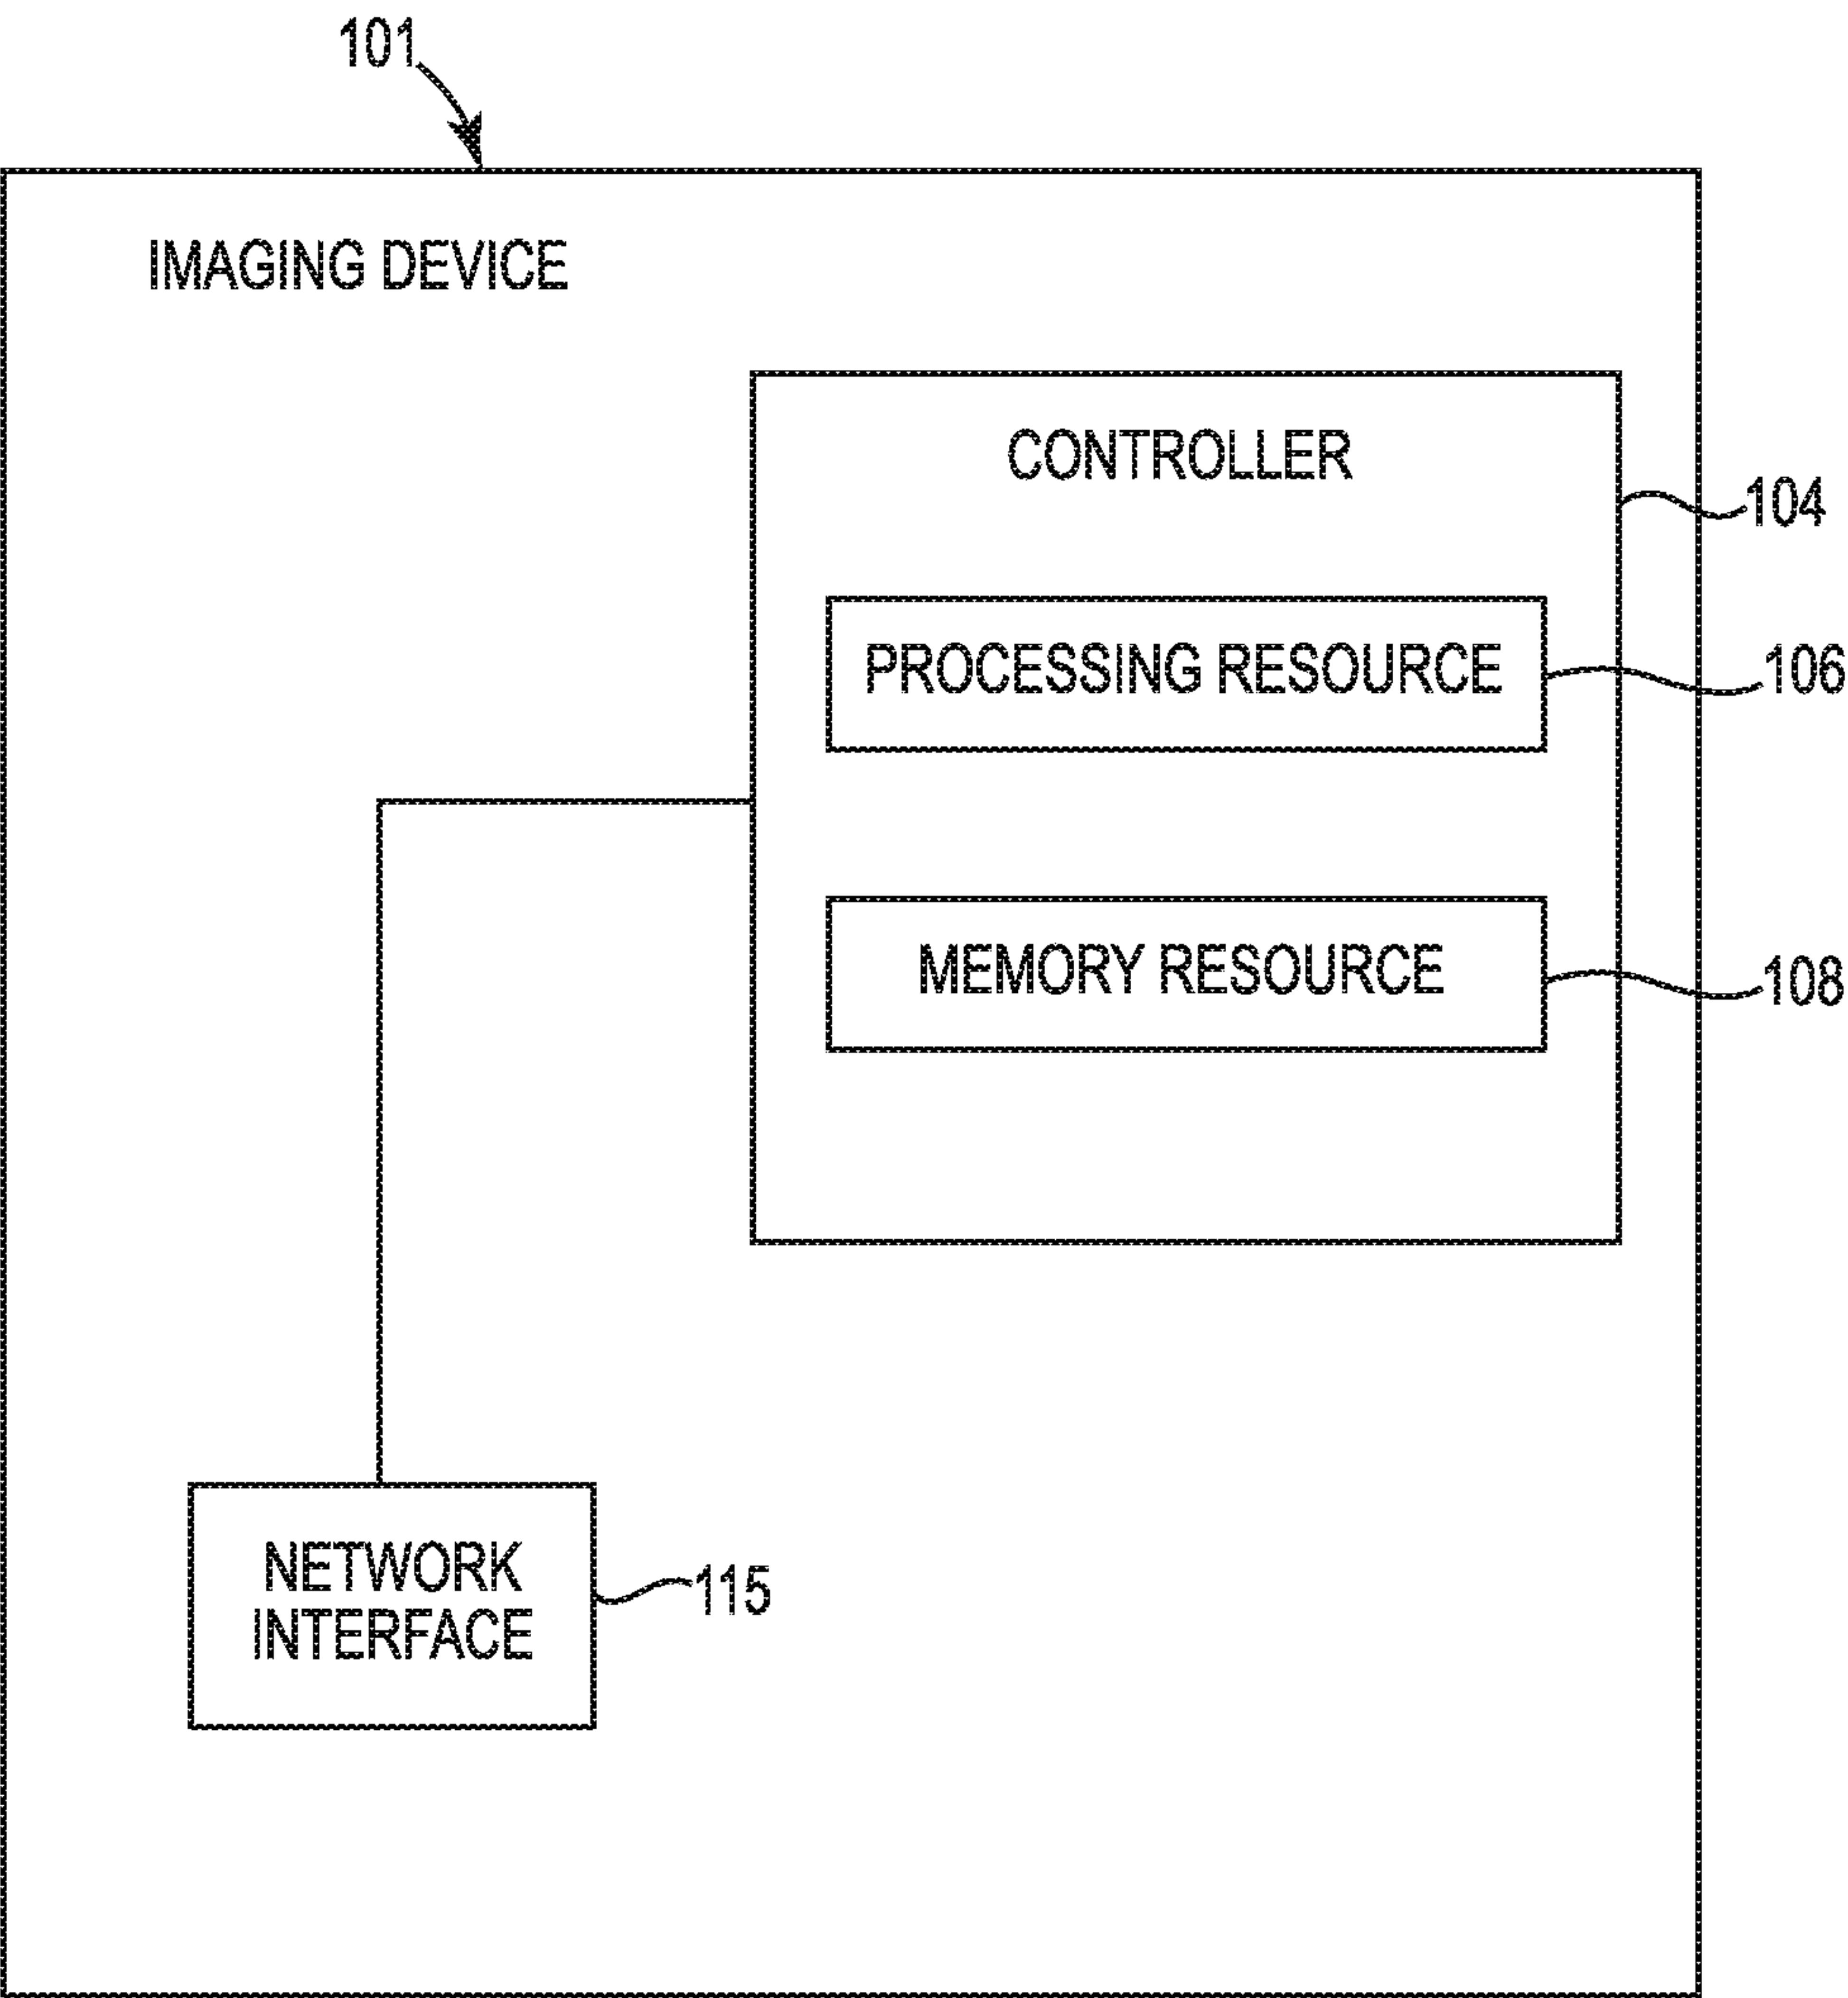 101
IMAGING DEVICE
CONTROLLER
104
PROCESSING RESOURCE
106
MEMORY RESOURCE
108
NETWORK
INTERFACE
115